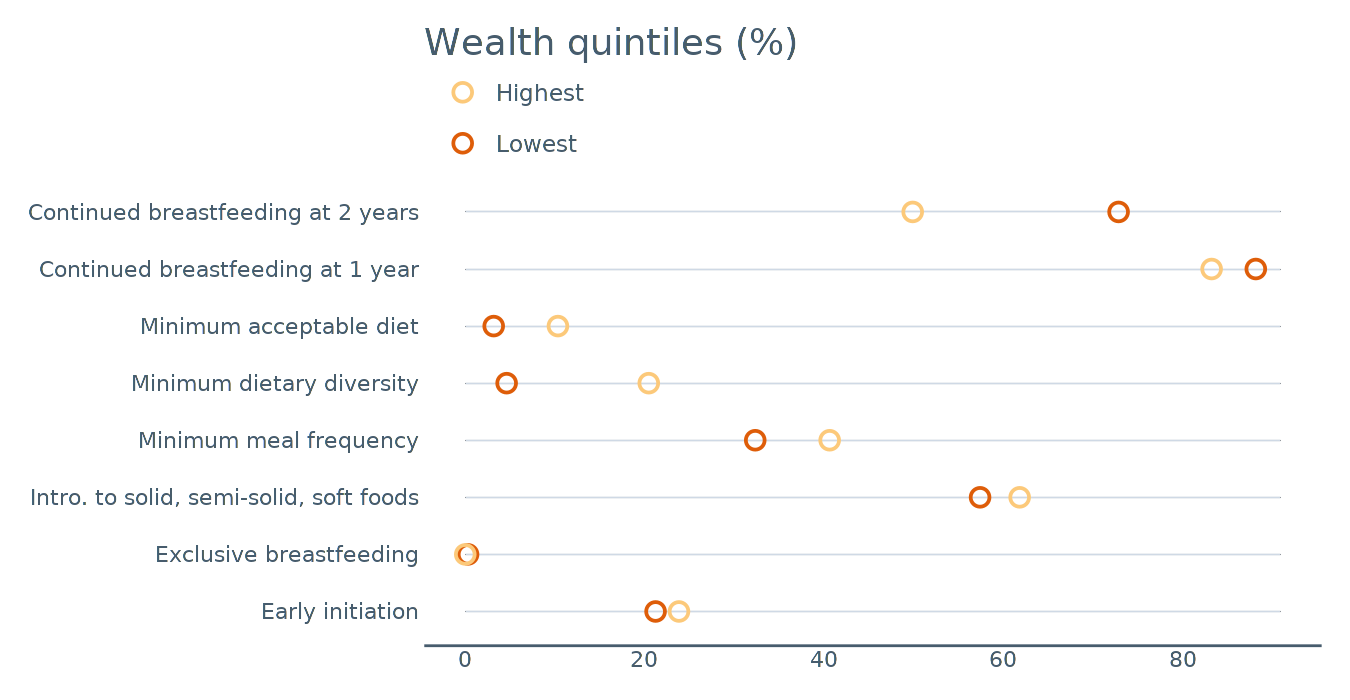 Wealth quintiles (%)
Highest
Lowest
Continued breastfeeding at 2 years
Continued breastfeeding at 1 year
Minimum acceptable diet
Minimum dietary diversity
Minimum meal frequency
Intro. to solid, semi-solid, soft foods
Exclusive breastfeeding
Early initiation
0 20 40 60 80